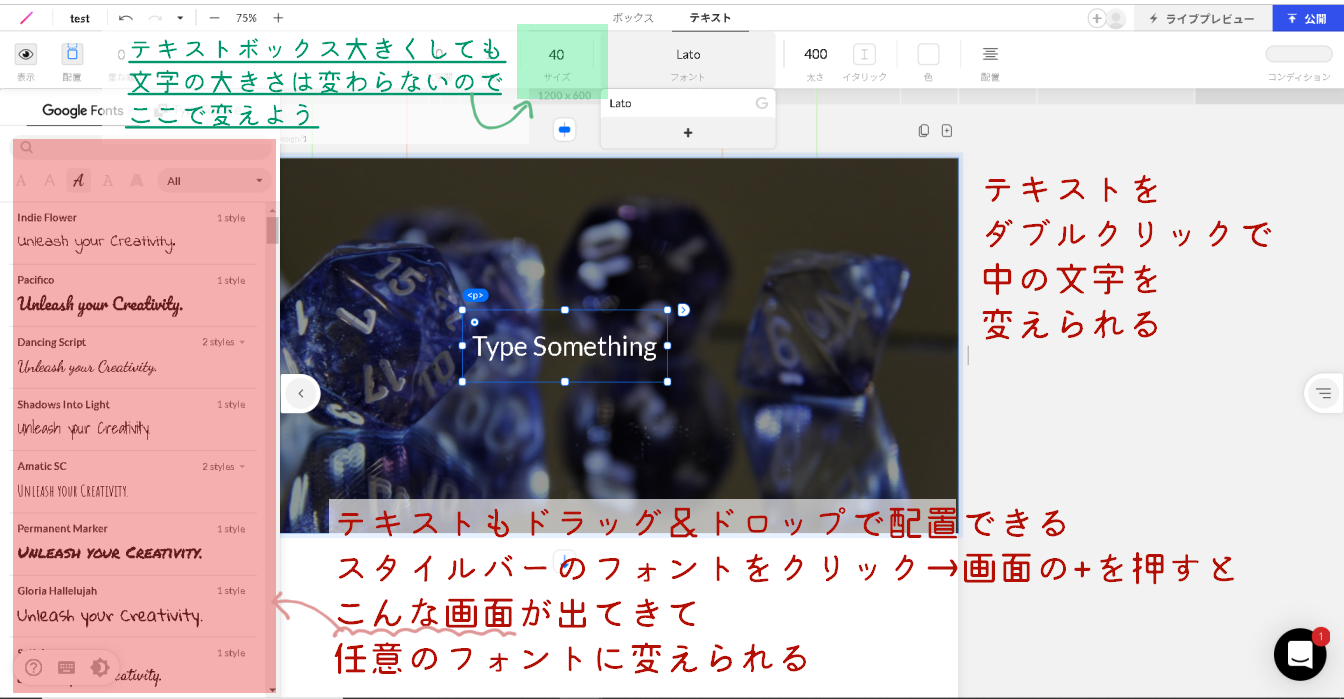 test
75%
ボックス
テキスト
ライブプレビュー
公開
表示
配置
0
40
サイズ
Lato
フォント
400
太さ
イタリック
色
配置
コンディション
テキストボックス大きくしても
文字の大きさは変わらないので
ここで変えよう
1200 x 600
Lato
Google Fonts
All
Indie Flower 1 style
Unleash your Creativity.
Pacifico 1 style
Unleash your Creativity.
Dancing Script 2 styles
Unleash your Creativity.
Shadows Into Light 1 style
Unleash your Creativity.
Amatic SC 2 styles
Unleash your Creativity.
Permanent Marker 1 style
Unleash your Creativity.
Gloria Hallelujah 1 style
Unleash your Creativity.
1 style
<p>
Type Something
テキストを
ダブルクリックで
中の文字を
変えられる
テキストもドラッグ&ドロップで配置できる
スタイルバーのフォントをクリック→画面の+を押すと
こんな画面が出てきて
任意のフォントに変えられる
1